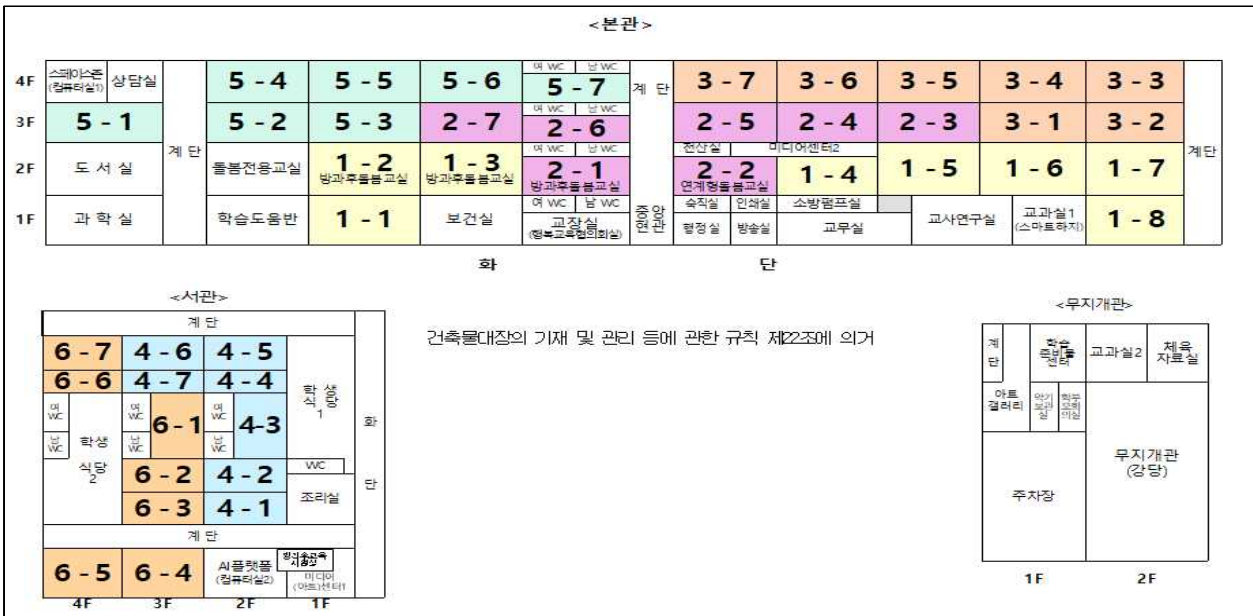 <본관>
4F 스페이스존 (컴퓨터실1) 상담실 5 - 4 5 - 5 5 - 6 여 WC 남 WC 5 - 7 계 단 3 - 7 3 - 6 3 - 5 3 - 4 3 - 3
3F 5 - 1 계 단 5 - 2 5 - 3 2 - 7 여 WC 남 WC 2 - 6 2 - 5 2 - 4 2 - 3 3 - 1 3 - 2 계단
2F 도 서 실 돌봄전용교실 1 - 2 방과후돌봄교실 1 - 3 방과후돌봄교실 여 WC 남 WC 2 - 1 방과후돌봄교실 전산실 미디어센터2 2 - 2 연계형돌봄교실 1 - 4 1 - 5 1 - 6 1 - 7
1F 과 학 실 학습도움반 1 - 1 보건실 여 WC 남 WC 교장실 (행복교육협의회실) 중앙 현관 숙직실 인쇄실 소방펌프실 행정실 방송실 교무실 교사연구실 교과실1 (스마트하지) 1 - 8
화 단
<서관>
계 단
6 - 7 4 - 6 4 - 5
6 - 6 4 - 7 4 - 4 학 생 식당 1
여 WC 남 WC 학생 식당 2 여 WC 남 WC 6 - 1 여 WC 남 WC 4-3
화 단
6 - 2 4 - 2 WC
6 - 3 4 - 1 조리실
계 단
6 - 5 6 - 4 AI플랫폼 (컴퓨터실2) 미디어 (아트)센터1
4F 3F 2F 1F
건축물대장의 기재 및 관리 등에 관한 규칙 제22조에 의거
<무지개관>
계 단 학습 준비물 센터 교과실2 체육 자료실
아트 갤러리 악기 보관 실 학부 모회 의실
주차장 무지개관 (강당)
1F 2F